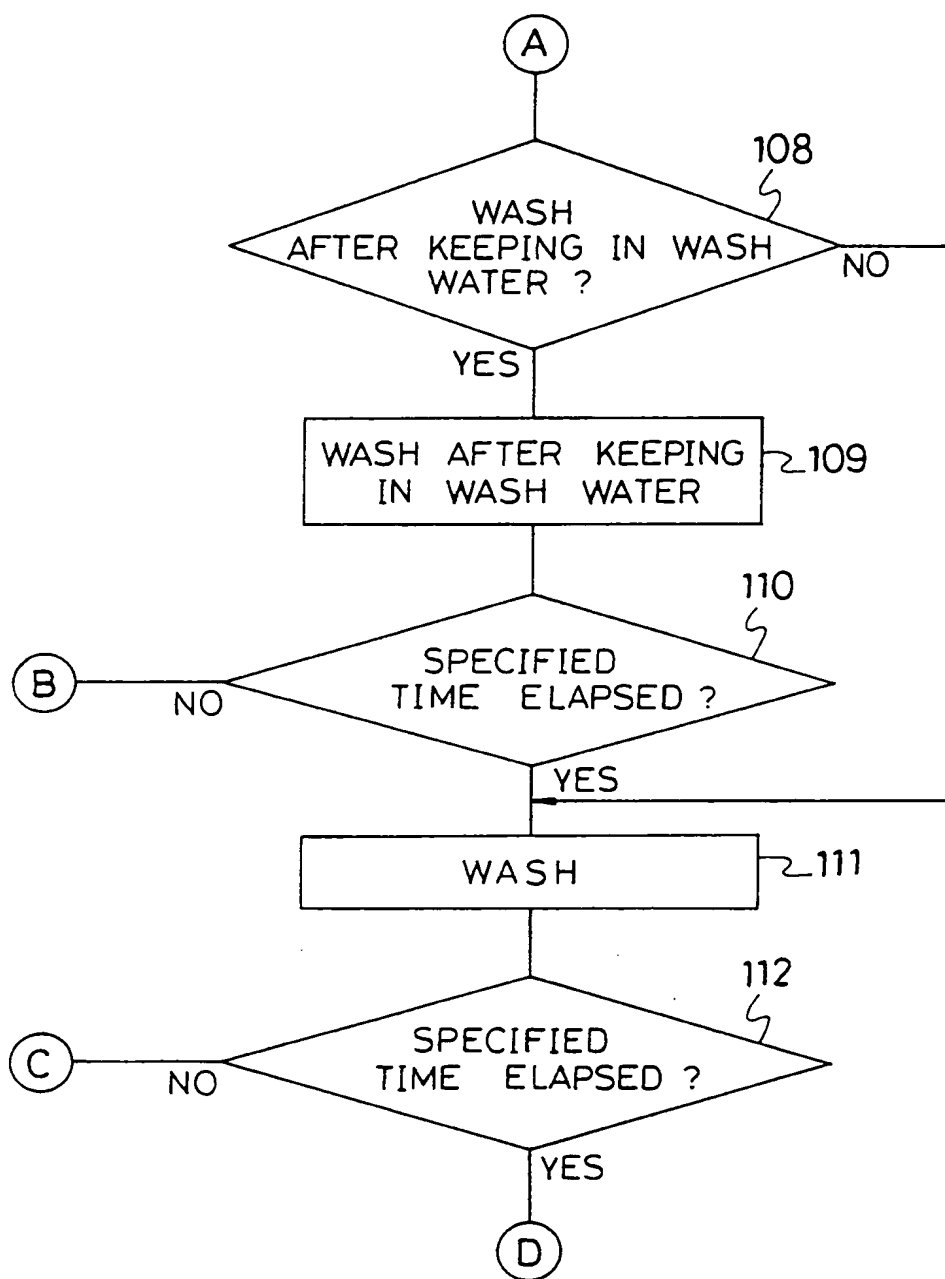 A
108
WASH
AFTER KEEPING IN WASH
WATER ?
NO
YES
WASH AFTER KEEPING
IN WASH WATER
109
110
SPECIFIED
TIME ELAPSED ?
B
NO
YES
WASH
111
112
SPECIFIED
TIME ELAPSED ?
C
NO
YES
D